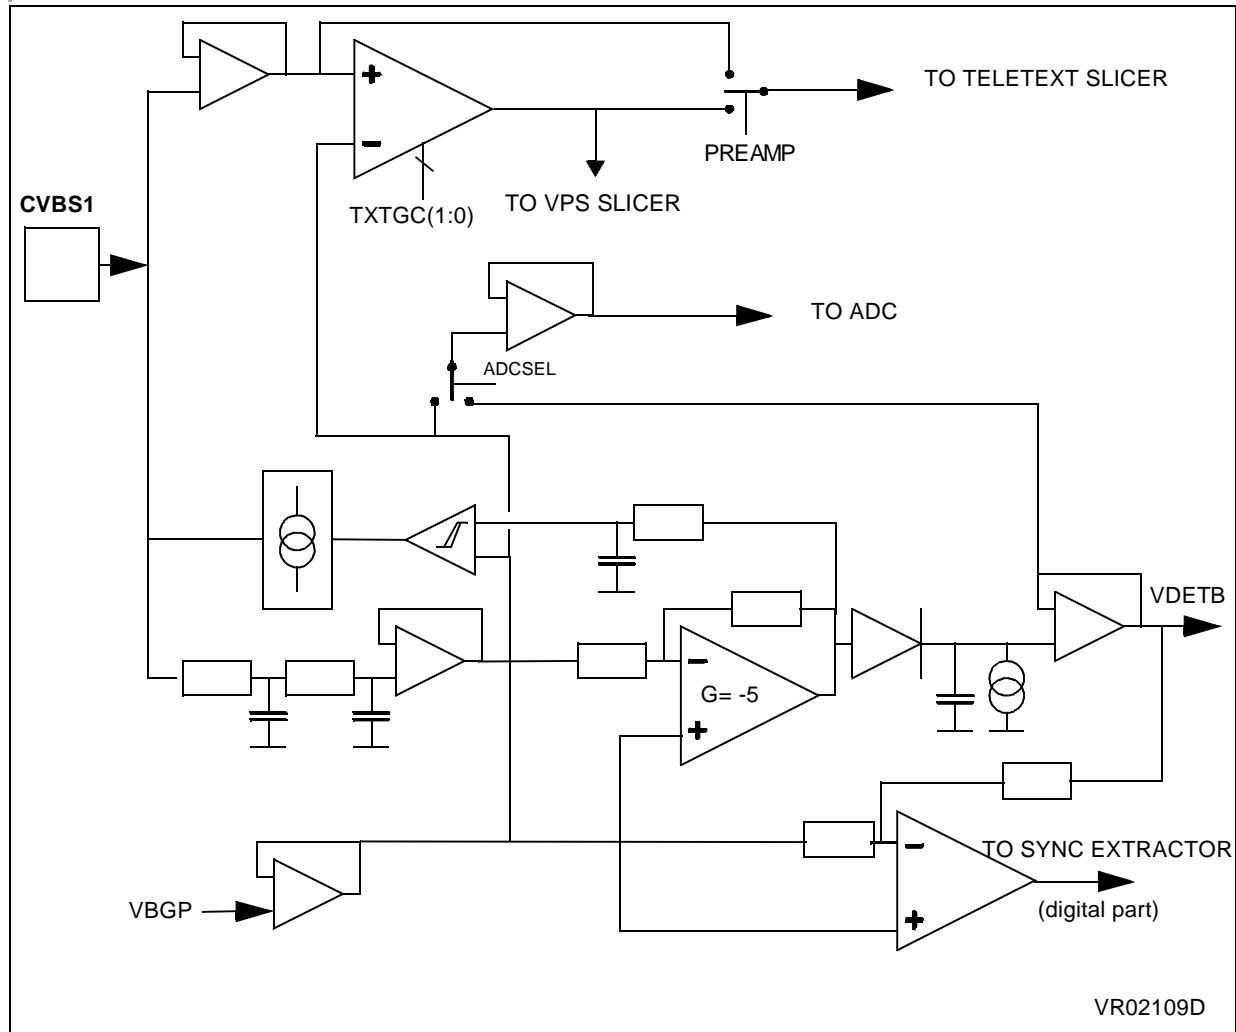 TO TELETEXT SLICER
+
PREAMP
−
CVBS1
TO VPS SLICER
TXTGC(1:0)
TO ADC
ADCSEL
VDETB
−
G= -5
+
−
TO SYNC EXTRACTOR
VBGP
(digital part)
+
VR02109D